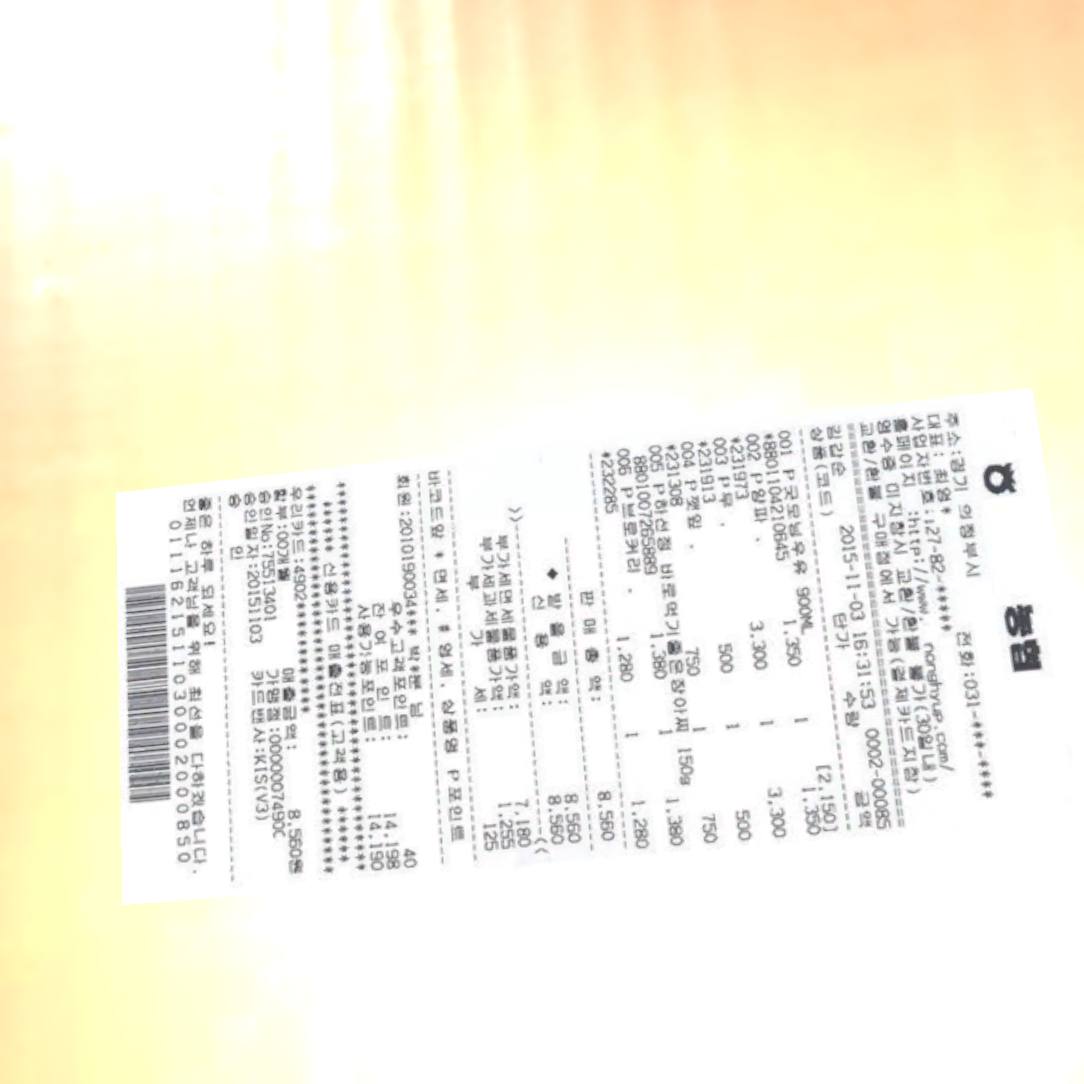 농협
주소:경기 의정부시 전화:031-***-****
대표: 최영*
사업자번호:127-82-*****
홈페이지 :http://www. nonghyup.com/
영수증 미지참시 교환/환불 불가(30일내)
교환/환불 구매점에서 가능(결제카드지참)
김감순 2015-11-03 16:31:53 0002-000085
상품(코드) 단가 수량 금액
[2,150]
001 P굿모닝우유 900ML
*8801104210645 1,350 1 1,350
002 P양파 .
*231973 3,300 1 3,300
003 P무 .
*231913 500 1 500
004 P깻잎 .
*231308 750 1 750
005 P하선정 바로먹기좋은장아찌 150g
8801007265889 1,380 1 1,380
006 P브로커리 .
*232285 1,280 1 1,280
판 매 총 액: 8,560
◆ 받 을 금 액: 8,560
신 용 액: 8,560
>> <<
부가세면세물품가액: 7,180
부가세과세물품가액: 1,255
부 가 세: 125
바코드앞 * 면세, # 영세, 상품명 P 포인트
회원:201010190034*** 박*분 님
우수고객포인트: 40
잔 여 포 인 트: 14,198
사용가능포인트: 14,190
****** 신용카드 매출전표(고객용) ******
우리카드:4902************
할부:00개월 매출금액: 8,560원
승인No:75513401
승인일자:20151103 카드밴사:KIS(V3)
승 인
좋은 하루 되세요!
언제나 고객님을 위해 최선을 다하겠습니다.
011162151103000200850